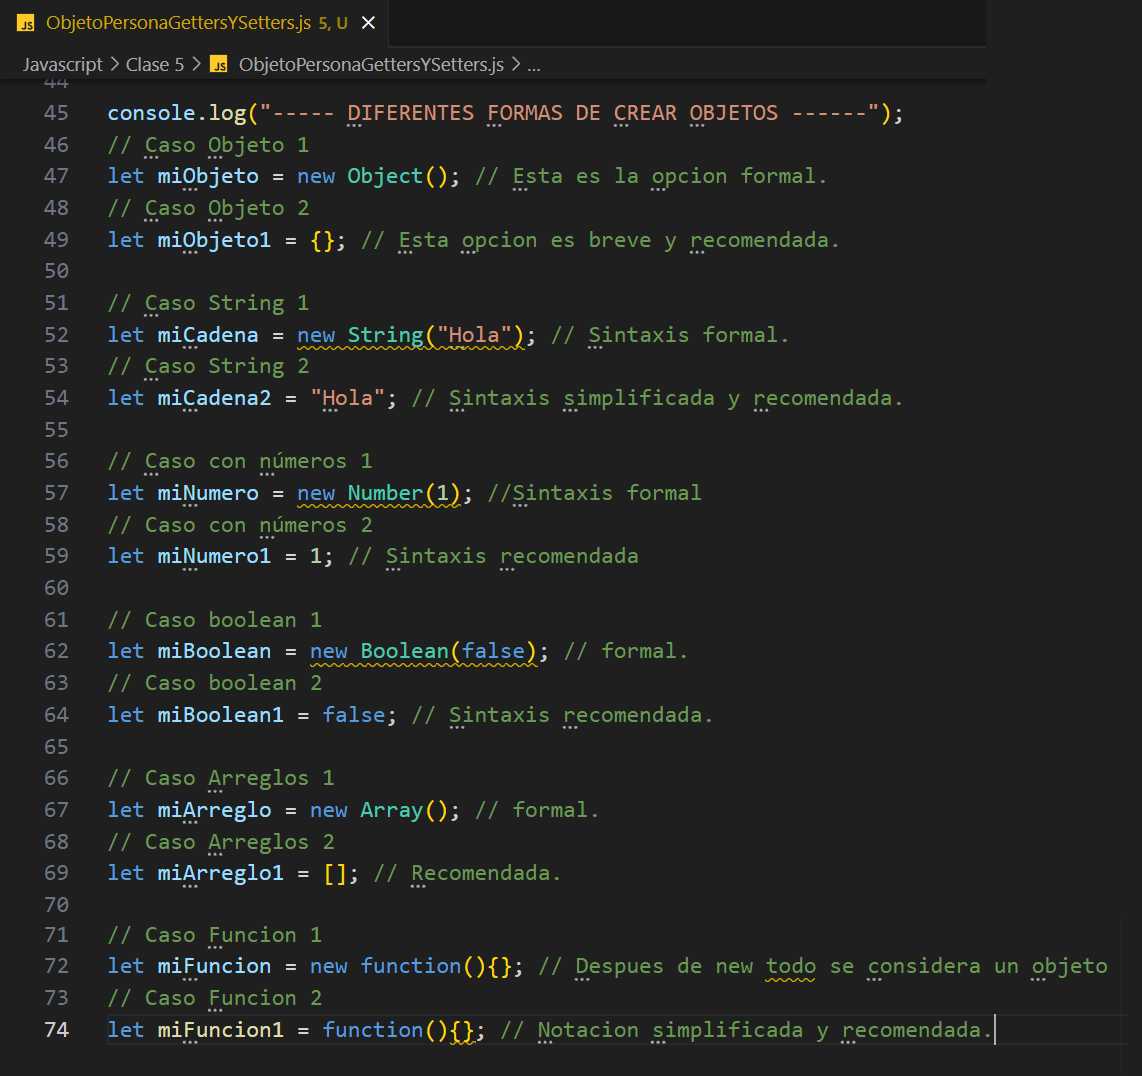 JS ObjetoPersonaGettersYSetters.js 5, U ×
Javascript > Clase 5 > JS ObjetoPersonaGettersYSetters.js > ...
44
45 console.log("----- DIFERENTES FORMAS DE CREAR OBJETOS ------");
46 // Caso Objeto 1
47 let miObjeto = new Object(); // Esta es la opcion formal.
48 // Caso Objeto 2
49 let miObjeto1 = {}; // Esta opcion es breve y recomendada.
50
51 // Caso String 1
52 let miCadena = new String("Hola"); // Sintaxis formal.
53 // Caso String 2
54 let miCadena2 = "Hola"; // Sintaxis simplificada y recomendada.
55
56 // Caso con números 1
57 let miNumero = new Number(1); //Sintaxis formal
58 // Caso con números 2
59 let miNumero1 = 1; // Sintaxis recomendada
60
61 // Caso boolean 1
62 let miBoolean = new Boolean(false); // formal.
63 // Caso boolean 2
64 let miBoolean1 = false; // Sintaxis recomendada.
65
66 // Caso Arreglos 1
67 let miArreglo = new Array(); // formal.
68 // Caso Arreglos 2
69 let miArreglo1 = []; // Recomendada.
70
71 // Caso Funcion 1
72 let miFuncion = new function(){}; // Despues de new todo se considera un objeto
73 // Caso Funcion 2
74 let miFuncion1 = function(){}; // Notacion simplificada y recomendada.